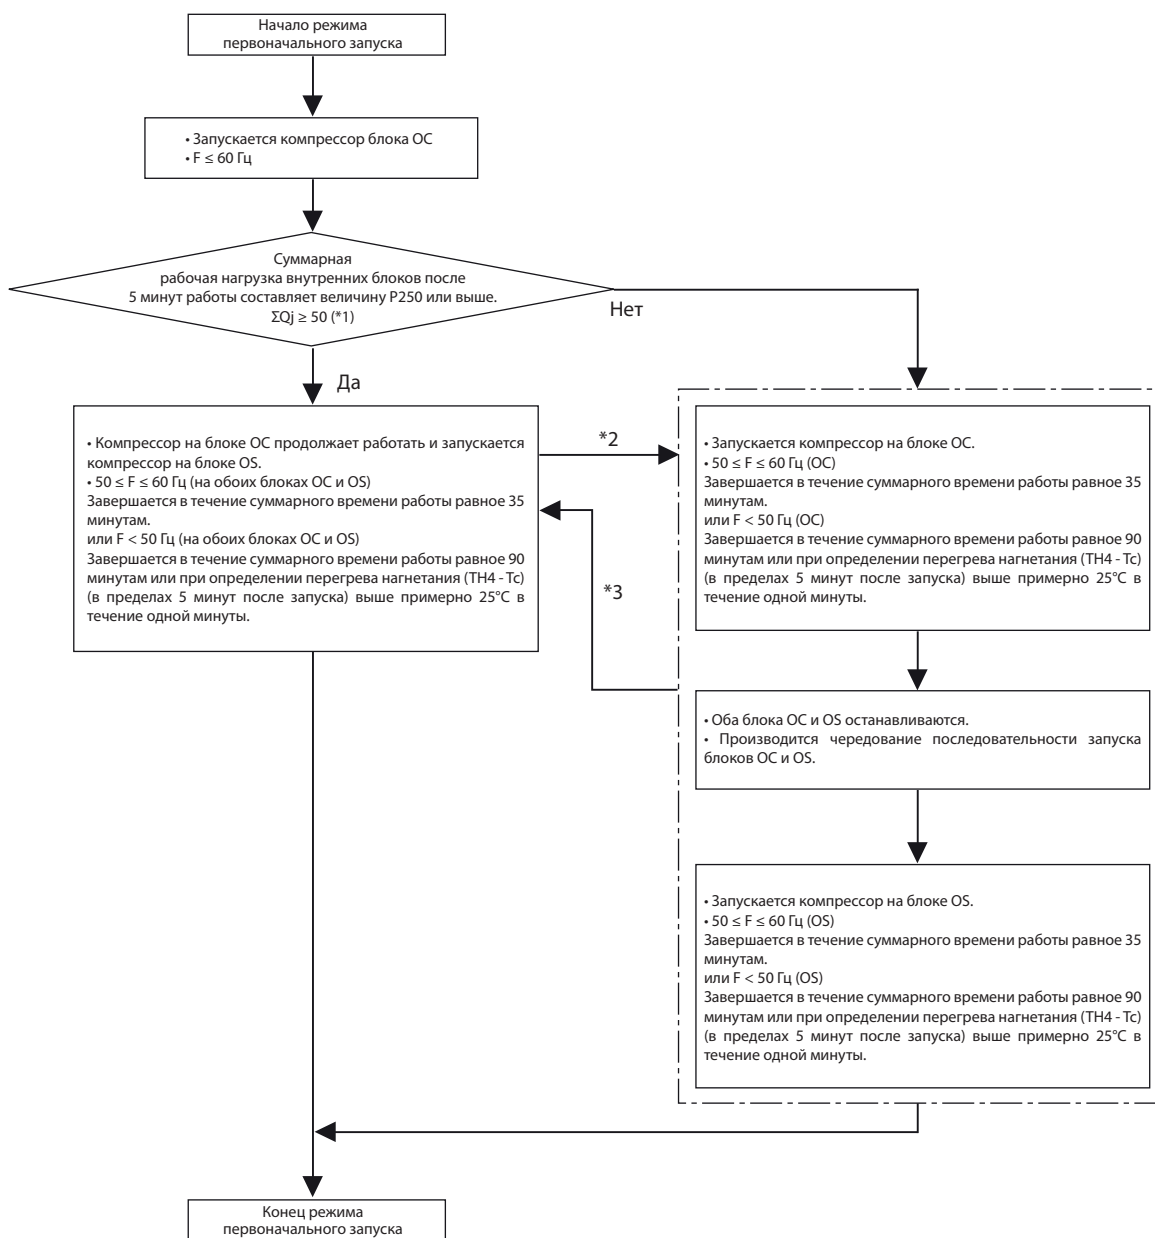 Начало режима
первоначального запуска
• Запускается компрессор блока ОС
• F ≤ 60 Гц
Суммарная
рабочая нагрузка внутренних блоков после
5 минут работы составляет величину P250 или выше.
ΣQj ≥ 50 (*1)
Нет
Да
• Компрессор на блоке ОС продолжает работать и запускается
компрессор на блоке OS.
• 50 ≤ F ≤ 60 Гц (на обоих блоках ОС и OS)
Завершается в течение суммарного времени работы равное 35
минутам.
или F < 50 Гц (на обоих блоках ОС и OS)
Завершается в течение суммарного времени работы равное 90
минутам или при определении перегрева нагнетания (TH4 - Tc)
(в пределах 5 минут после запуска) выше примерно 25°C в
течение одной минуты.
*2
*3
• Запускается компрессор на блоке ОС.
• 50 ≤ F ≤ 60 Гц (ОС)
Завершается в течение суммарного времени работы равное 35
минутам.
или F < 50 Гц (ОС)
Завершается в течение суммарного времени работы равное 90
минутам или при определении перегрева нагнетания (TH4 - Tc)
(в пределах 5 минут после запуска) выше примерно 25°C в
течение одной минуты.
• Оба блока ОС и OS останавливаются.
• Производится чередование последовательности запуска
блоков ОС и OS.
• Запускается компрессор на блоке OS.
• 50 ≤ F ≤ 60 Гц (OS)
Завершается в течение суммарного времени работы равное 35
минутам.
или F < 50 Гц (OS)
Завершается в течение суммарного времени работы равное 90
минутам или при определении перегрева нагнетания (TH4 - Tc)
(в пределах 5 минут после запуска) выше примерно 25°C в
течение одной минуты.
Конец режима
первоначального запуска